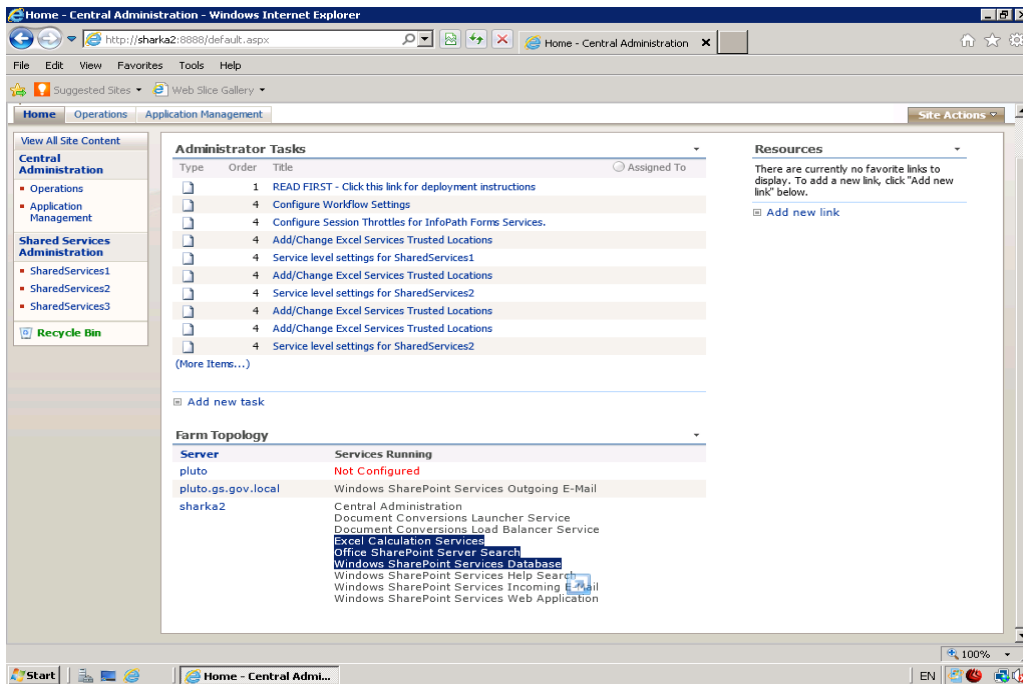 Home - Central Administration - Windows Internet Explorer
http://sharka2:8888/default.aspx
Home - Central Administration
File Edit View Favorites Tools Help
Suggested Sites Web Slice Gallery
Home Operations Application Management Site Actions
View All Site Content
Central Administration
Operations
Application Management
Shared Services Administration
SharedServices1
SharedServices2
SharedServices3
Recycle Bin
Administrator Tasks
Type Order Title Assigned To
1 READ FIRST - Click this link for deployment instructions
4 Configure Workflow Settings
4 Configure Session Throttles for InfoPath Forms Services.
4 Add/Change Excel Services Trusted Locations
4 Service level settings for SharedServices1
4 Add/Change Excel Services Trusted Locations
4 Service level settings for SharedServices2
4 Add/Change Excel Services Trusted Locations
4 Add/Change Excel Services Trusted Locations
4 Service level settings for SharedServices2
(More Items...)
Add new task
Farm Topology
Server Services Running
pluto Not Configured
pluto.gs.gov.local Windows SharePoint Services Outgoing E-Mail
sharka2 Central Administration
Document Conversions Launcher Service
Document Conversions Load Balancer Service
Excel Calculation Services
Office SharePoint Server Search
Windows SharePoint Services Database
Windows SharePoint Services Help Search
Windows SharePoint Services Incoming E-Mail
Windows SharePoint Services Web Application
Resources
There are currently no favorite links to
display. To add a new link, click "Add new
link" below.
Add new link
100%
Start Home - Central Admi... EN